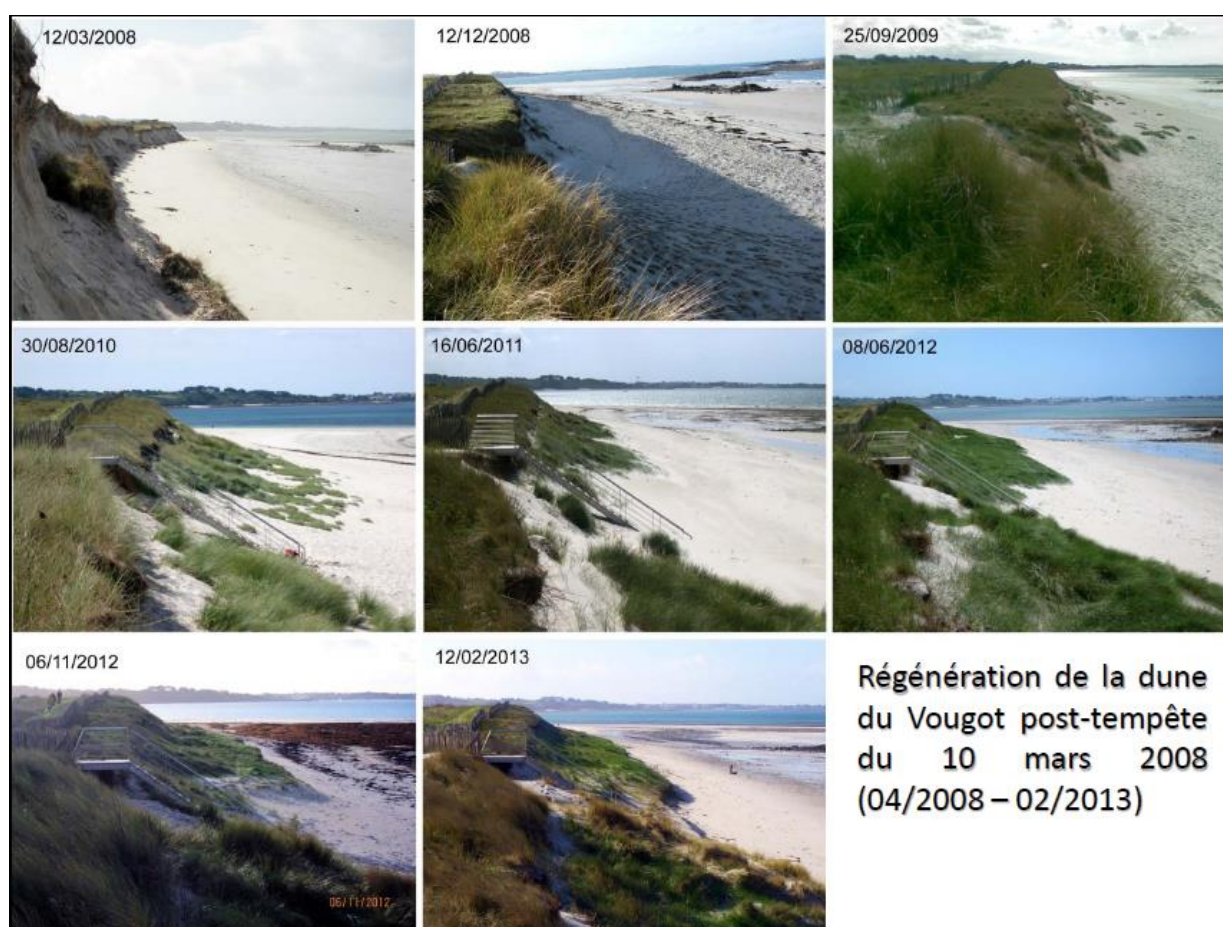 12/03/2008
12/12/2008
25/09/2009
30/08/2010
16/06/2011
08/06/2012
06/11/2012
06/11/2012
12/02/2013
Régénération de la dune
du Vougot post-tempête
du 10 mars 2008
(04/2008 – 02/2013)